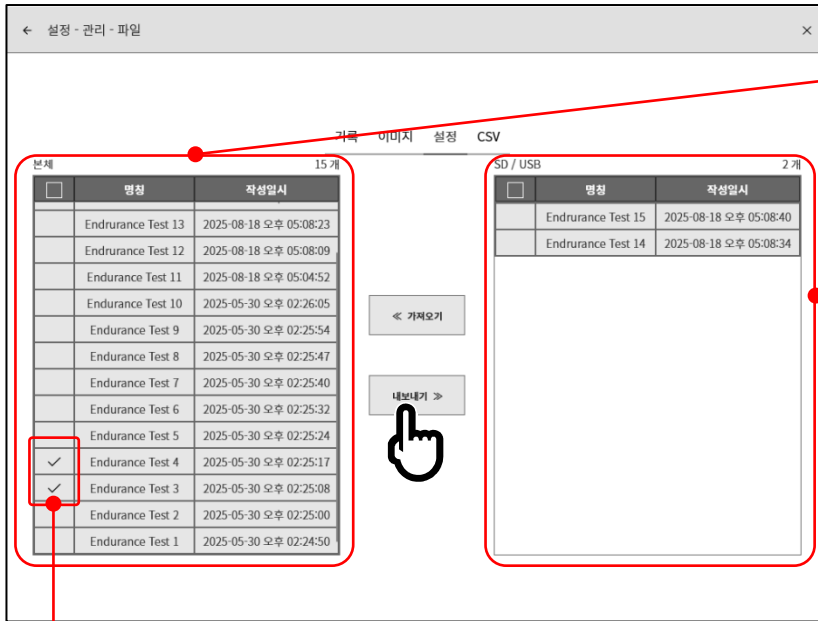 ← 설정 - 관리 - 파일 ×
기록 이미지 설정 CSV
본체 15 개
명칭 작성일시
Endrurance Test 13 2025-08-18 오후 05:08:23
Endrurance Test 12 2025-08-18 오후 05:08:09
Endurance Test 11 2025-08-18 오후 05:04:52
Endurance Test 10 2025-05-30 오후 02:26:05
Endurance Test 9 2025-05-30 오후 02:25:54
Endurance Test 8 2025-05-30 오후 02:25:47
Endurance Test 7 2025-05-30 오후 02:25:40
Endurance Test 6 2025-05-30 오후 02:25:32
Endurance Test 5 2025-05-30 오후 02:25:24
✓ Endurance Test 4 2025-05-30 오후 02:25:17
✓ Endurance Test 3 2025-05-30 오후 02:25:08
Endurance Test 2 2025-05-30 오후 02:25:00
Endurance Test 1 2025-05-30 오후 02:24:50
≪ 가져오기
내보내기 ≫
SD / USB 2 개
명칭 작성일시
Endrurance Test 15 2025-08-18 오후 05:08:40
Endrurance Test 14 2025-08-18 오후 05:08:34